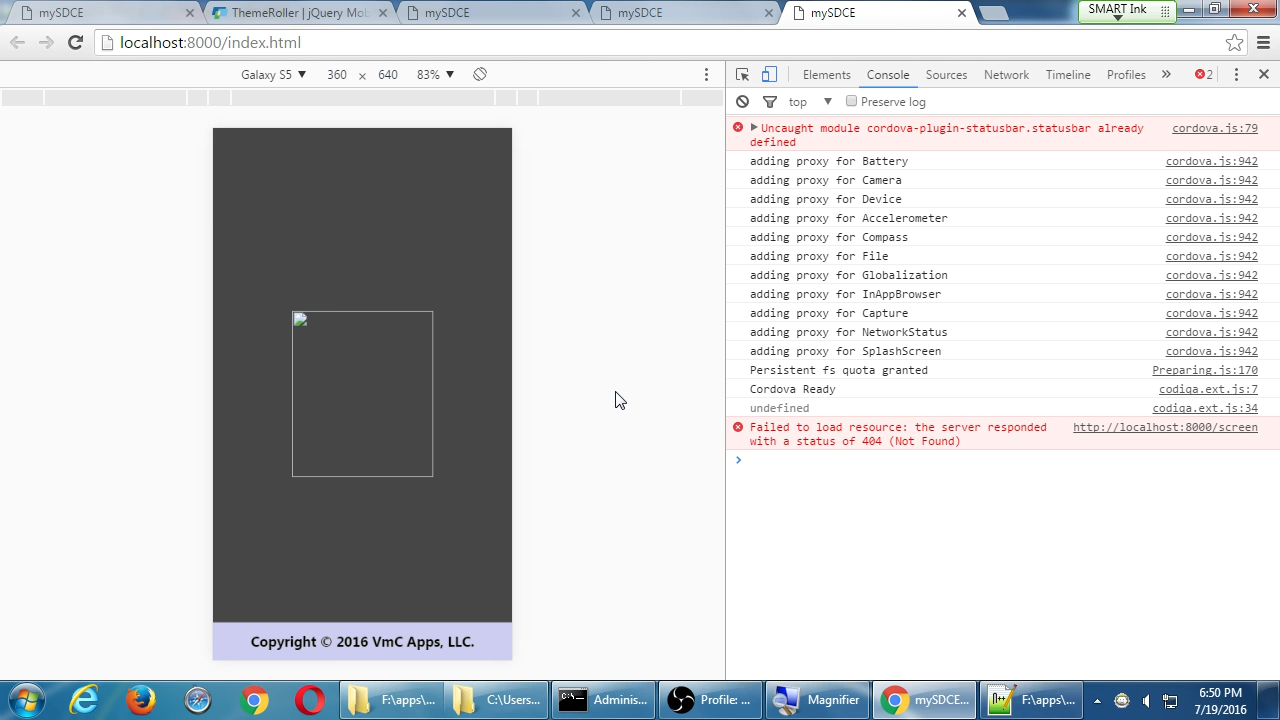 mySDCE
ThemeRoller | jQuery Mob
mySDCE
mySDCE
mySDCE
SMART Ink
localhost:8000/index.html
Galaxy S5 ▼ 360 x 640 83% ▼
Elements Console Sources Network Timeline Profiles » 2
top ▼ Preserve log
Uncaught module cordova-plugin-statusbar.statusbar already cordova.js:79
defined
adding proxy for Battery cordova.js:942
adding proxy for Camera cordova.js:942
adding proxy for Device cordova.js:942
adding proxy for Accelerometer cordova.js:942
adding proxy for Compass cordova.js:942
adding proxy for File cordova.js:942
adding proxy for Globalization cordova.js:942
adding proxy for InAppBrowser cordova.js:942
adding proxy for Capture cordova.js:942
adding proxy for NetworkStatus cordova.js:942
adding proxy for SplashScreen cordova.js:942
Persistent fs quota granted Preparing.js:170
Cordova Ready codiqa.ext.js:7
undefined codiqa.ext.js:34
Failed to load resource: the server responded http://localhost:8000/screen
with a status of 404 (Not Found)
Copyright © 2016 VmC Apps, LLC.
F:\apps\... C:\Users... Adminis... Profile: ... Magnifier mySDCE... F:\apps\...
6:50 PM
7/19/2016